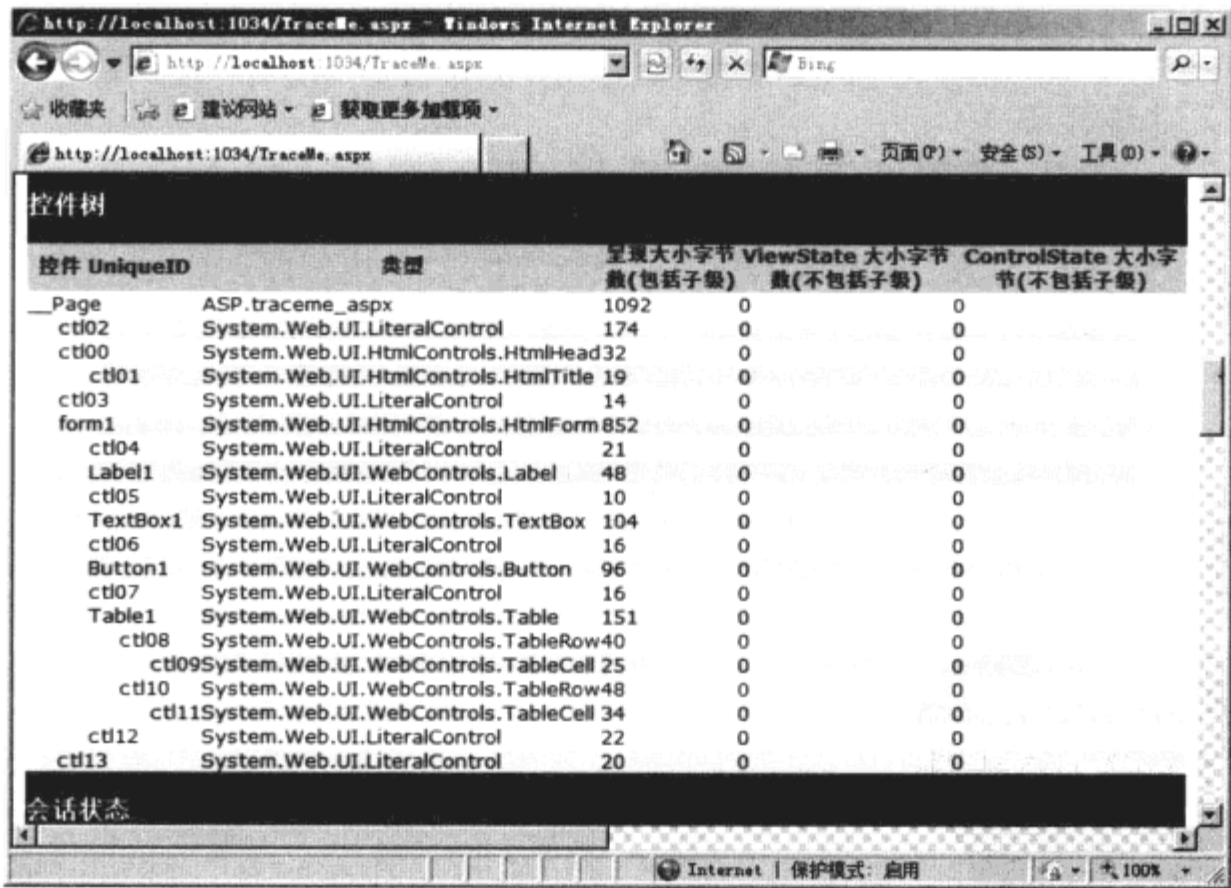 http://localhost:1034/TraceMe.aspx - Windows Internet Explorer
http://localhost:1034/TraceMe.aspx
Bing
收藏夹 建议网站 获取更多加载项
http://localhost:1034/TraceMe.aspx
页面(P) 安全(S) 工具(O)
控件树
控件 UniqueID 类型 呈现大小字节数(包括子级) ViewState 大小字节数(不包括子级) ControlState 大小字节(不包括子级)
__Page ASP.traceme_aspx 1092 0 0
ctl02 System.Web.UI.LiteralControl 174 0 0
ctl00 System.Web.UI.HtmlControls.HtmlHead 32 0 0
ctl01 System.Web.UI.HtmlControls.HtmlTitle 19 0 0
ctl03 System.Web.UI.LiteralControl 14 0 0
form1 System.Web.UI.HtmlControls.HtmlForm 852 0 0
ctl04 System.Web.UI.LiteralControl 21 0 0
Label1 System.Web.UI.WebControls.Label 48 0 0
ctl05 System.Web.UI.LiteralControl 10 0 0
TextBox1 System.Web.UI.WebControls.TextBox 104 0 0
ctl06 System.Web.UI.LiteralControl 16 0 0
Button1 System.Web.UI.WebControls.Button 96 0 0
ctl07 System.Web.UI.LiteralControl 16 0 0
Table1 System.Web.UI.WebControls.Table 151 0 0
ctl08 System.Web.UI.WebControls.TableRow 40 0 0
ctl09 System.Web.UI.WebControls.TableCell 25 0 0
ctl10 System.Web.UI.WebControls.TableRow 48 0 0
ctl11 System.Web.UI.WebControls.TableCell 34 0 0
ctl12 System.Web.UI.LiteralControl 22 0 0
ctl13 System.Web.UI.LiteralControl 20 0 0
会话状态
Internet | 保护模式: 启用 100%